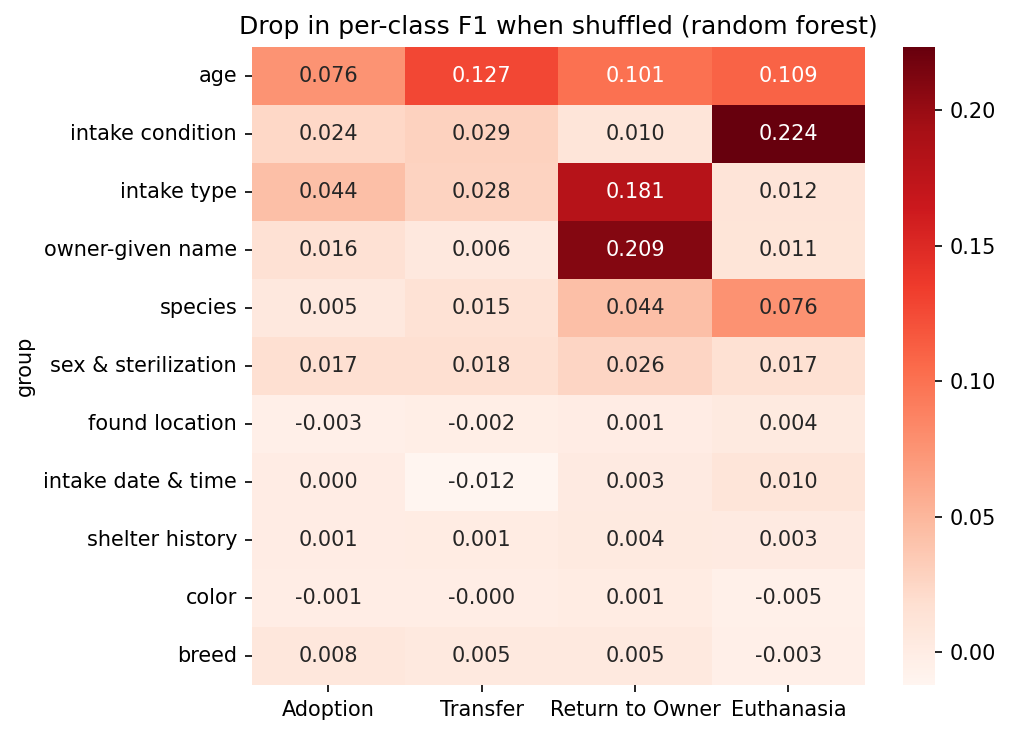 Drop in per-class F1 when shuffled (random forest)
age 0.076 0.127 0.101 0.109
intake condition 0.024 0.029 0.010 0.224
intake type 0.044 0.028 0.181 0.012
owner-given name 0.016 0.006 0.209 0.011
species 0.005 0.015 0.044 0.076
sex & sterilization 0.017 0.018 0.026 0.017
found location -0.003 -0.002 0.001 0.004
intake date & time 0.000 -0.012 0.003 0.010
shelter history 0.001 0.001 0.004 0.003
color -0.001 -0.000 0.001 -0.005
breed 0.008 0.005 0.005 -0.003
Adoption Transfer Return to Owner Euthanasia
group
0.20
0.15
0.10
0.05
0.00